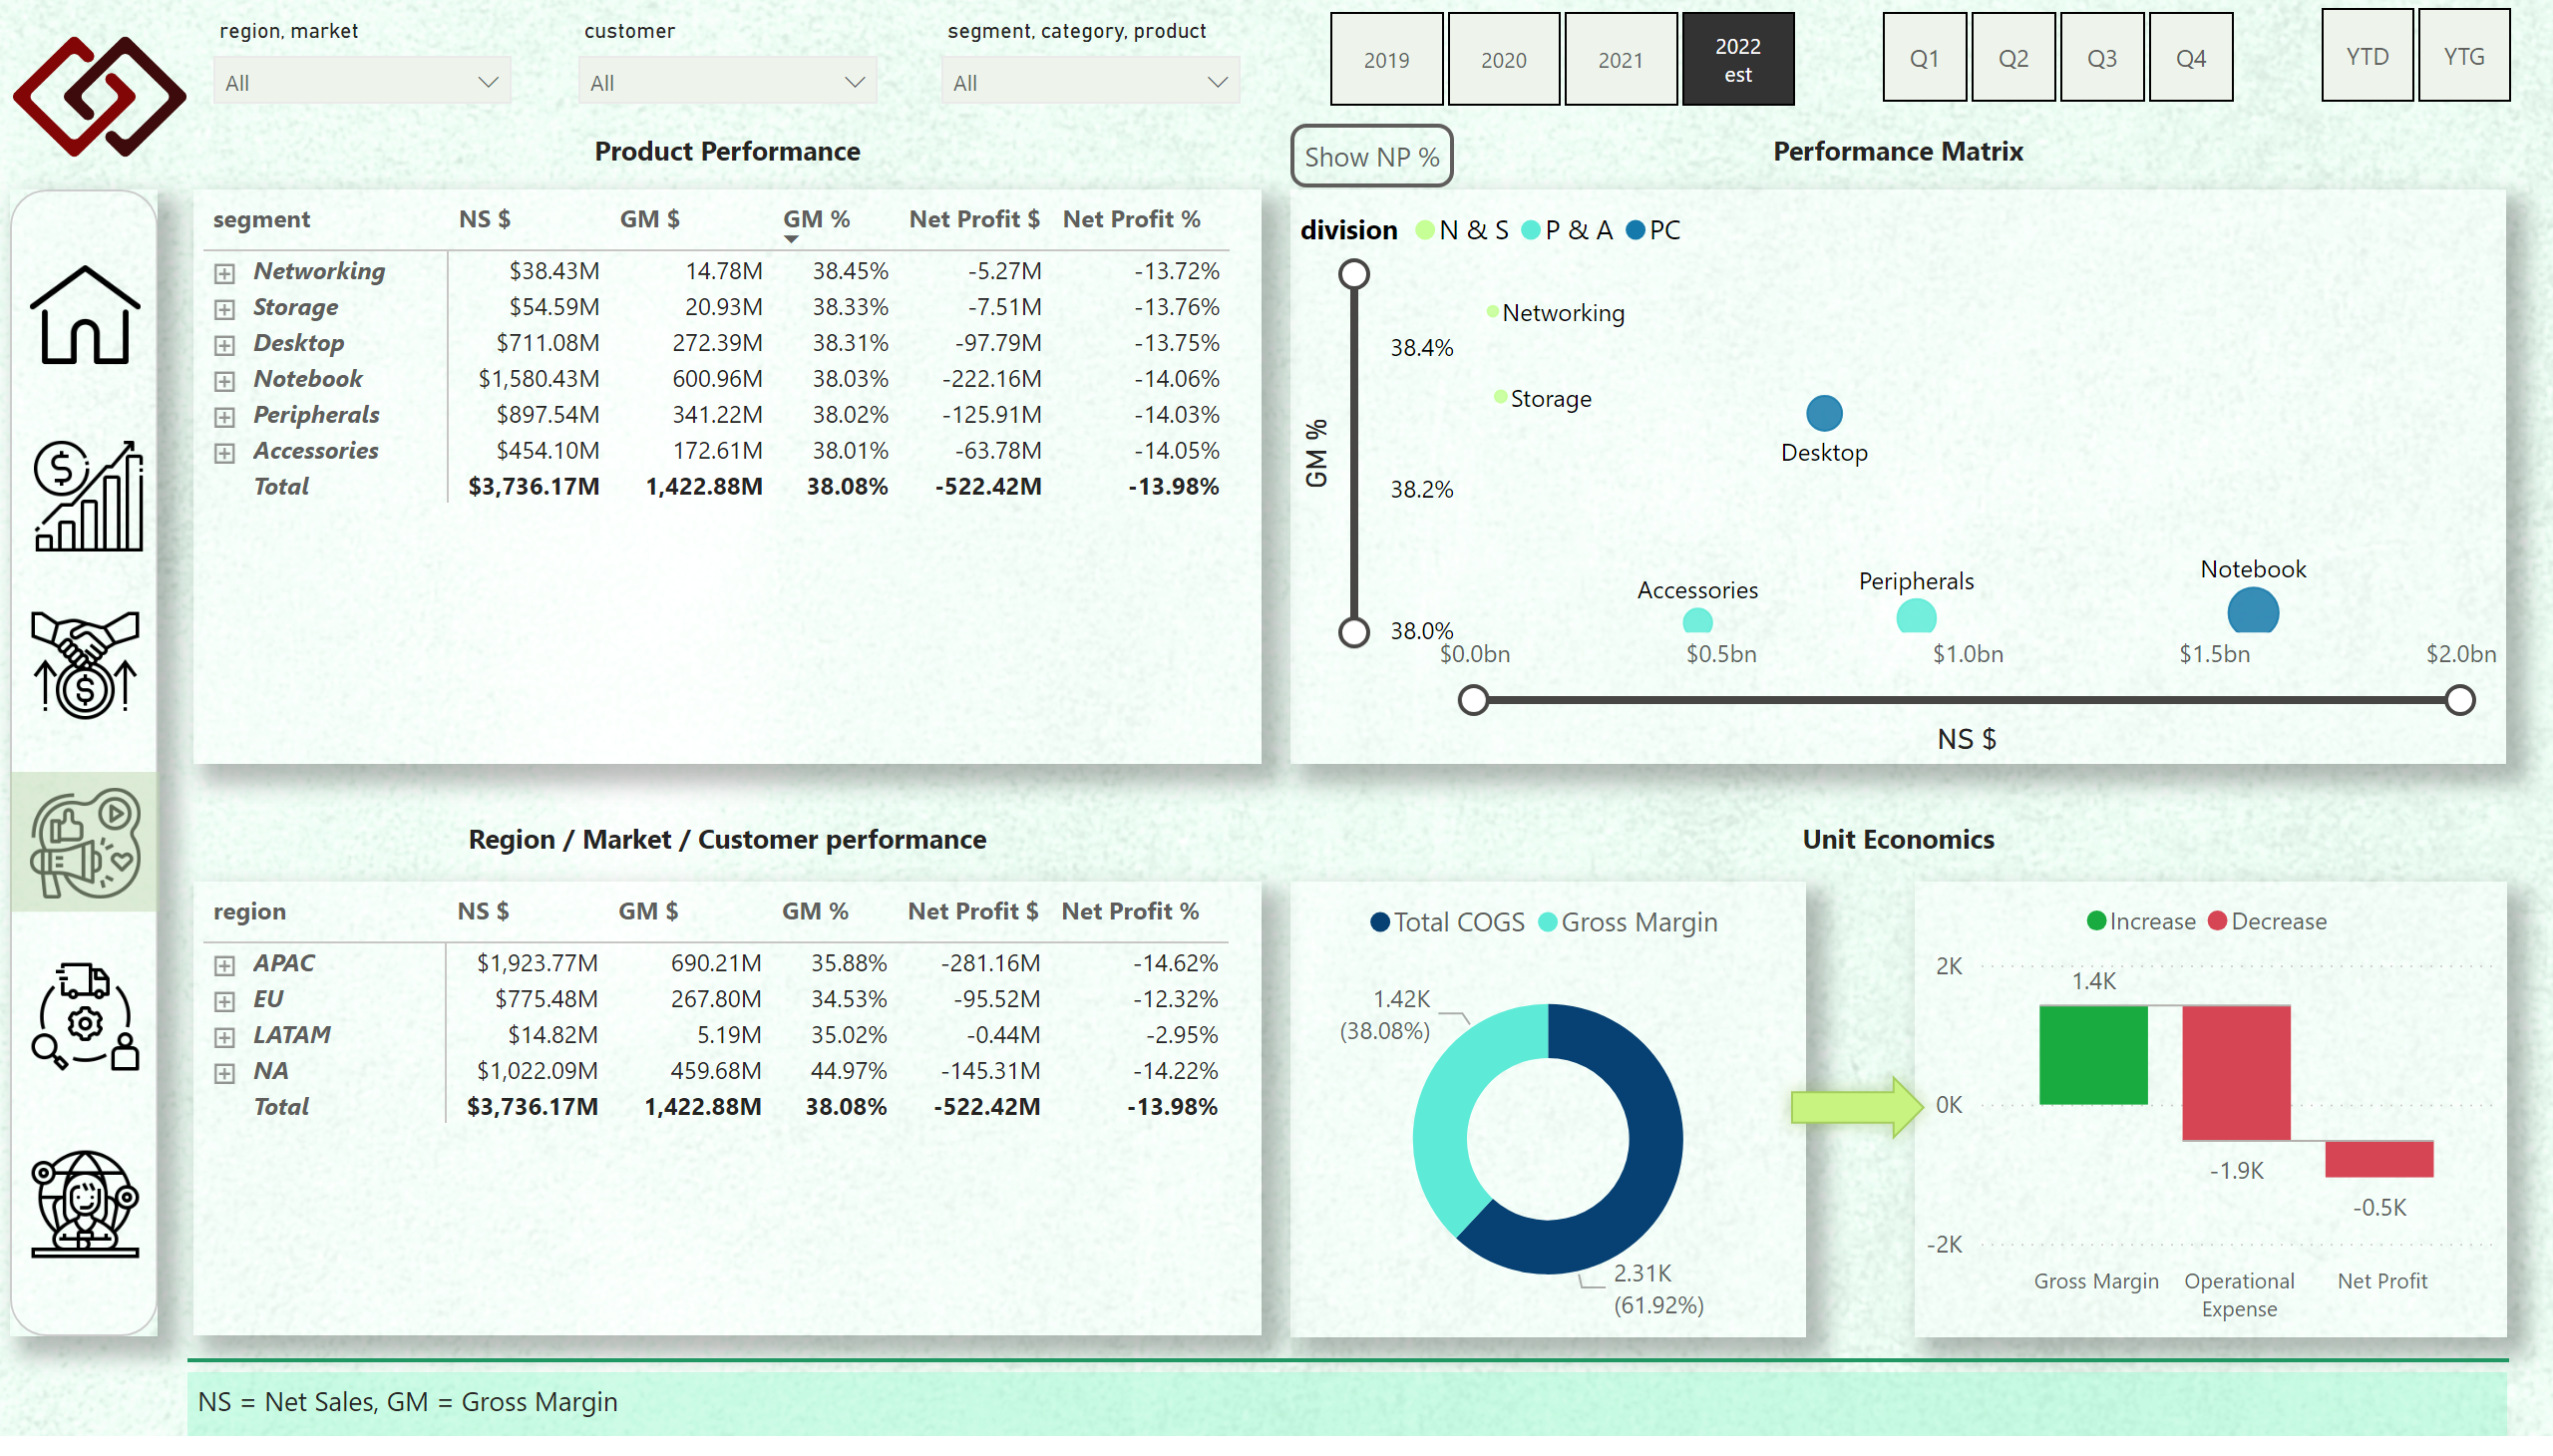 region, market
customer
segment, category, product
All
All
All
2019
2020
2021
2022
est
Q1
Q2
Q3
Q4
YTD
YTG
Product Performance
segment NS $ GM $ GM % Net Profit $ Net Profit %
Networking $38.43M 14.78M 38.45% -5.27M -13.72%
Storage $54.59M 20.93M 38.33% -7.51M -13.76%
Desktop $711.08M 272.39M 38.31% -97.79M -13.75%
Notebook $1,580.43M 600.96M 38.03% -222.16M -14.06%
Peripherals $897.54M 341.22M 38.02% -125.91M -14.03%
Accessories $454.10M 172.61M 38.01% -63.78M -14.05%
Total $3,736.17M 1,422.88M 38.08% -522.42M -13.98%
Show NP %
Performance Matrix
division N & S P & A PC
GM %
38.4%
38.2%
38.0%
Networking
Storage
Desktop
Accessories
Peripherals
Notebook
$0.0bn $0.5bn $1.0bn $1.5bn $2.0bn
NS $
Region / Market / Customer performance
region NS $ GM $ GM % Net Profit $ Net Profit %
APAC $1,923.77M 690.21M 35.88% -281.16M -14.62%
EU $775.48M 267.80M 34.53% -95.52M -12.32%
LATAM $14.82M 5.19M 35.02% -0.44M -2.95%
NA $1,022.09M 459.68M 44.97% -145.31M -14.22%
Total $3,736.17M 1,422.88M 38.08% -522.42M -13.98%
Unit Economics
Total COGS Gross Margin
1.42K
(38.08%)
2.31K
(61.92%)
Increase Decrease
2K
0K
-2K
1.4K
-1.9K
-0.5K
Gross Margin
Operational
Expense
Net Profit
NS = Net Sales, GM = Gross Margin